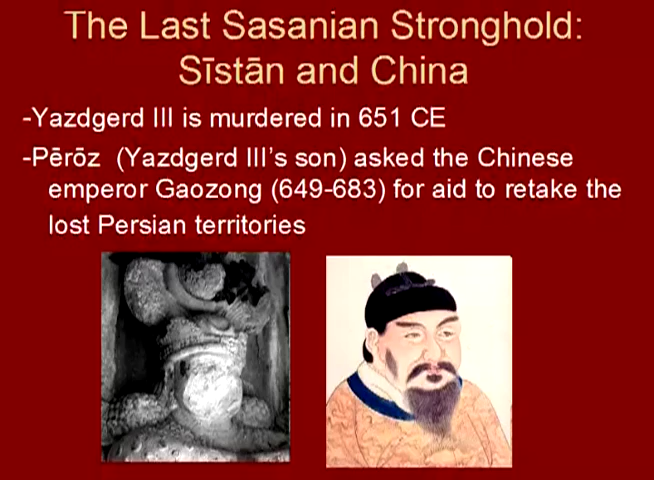 The Last Sasanian Stronghold:
Sīstān and China
-Yazdgerd III is murdered in 651 CE
-Pērōz (Yazdgerd III's son) asked the Chinese
emperor Gaozong (649-683) for aid to retake the
lost Persian territories